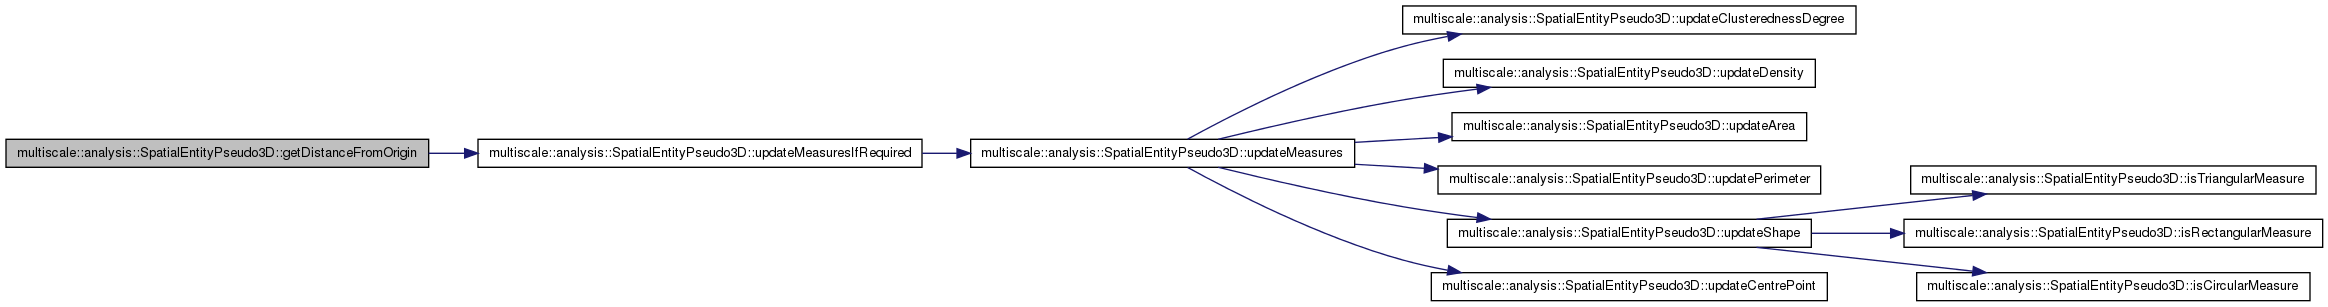 multiscale::analysis::SpatialEntityPseudo3D::getDistanceFromOrigin
multiscale::analysis::SpatialEntityPseudo3D::updateMeasuresIfRequired
multiscale::analysis::SpatialEntityPseudo3D::updateMeasures
multiscale::analysis::SpatialEntityPseudo3D::updateClusterednessDegree
multiscale::analysis::SpatialEntityPseudo3D::updateDensity
multiscale::analysis::SpatialEntityPseudo3D::updateArea
multiscale::analysis::SpatialEntityPseudo3D::updatePerimeter
multiscale::analysis::SpatialEntityPseudo3D::updateShape
multiscale::analysis::SpatialEntityPseudo3D::updateCentrePoint
multiscale::analysis::SpatialEntityPseudo3D::isTriangularMeasure
multiscale::analysis::SpatialEntityPseudo3D::isRectangularMeasure
multiscale::analysis::SpatialEntityPseudo3D::isCircularMeasure